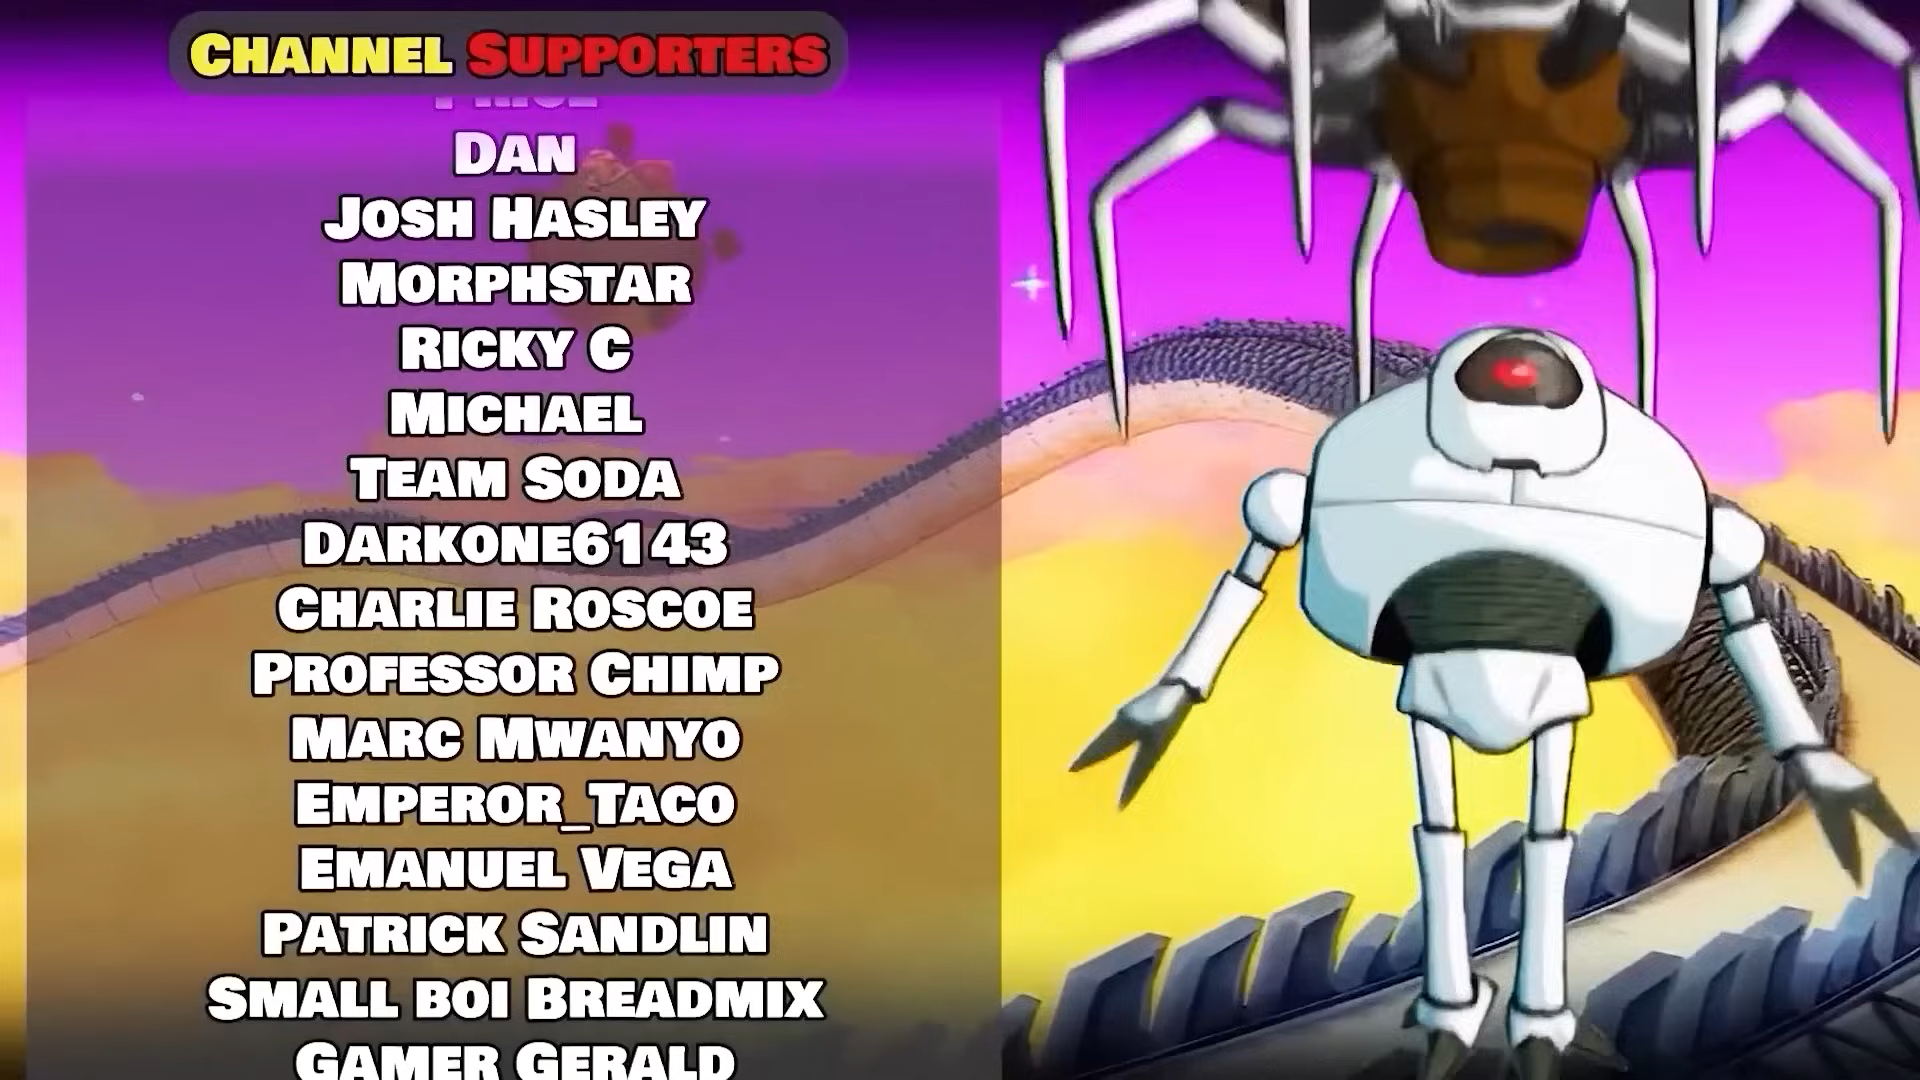 Channel Supporters
Dan
Josh Hasley
Morphstar
Ricky C
Michael
Team Soda
Darkone6143
Charlie Roscoe
Professor Chimp
Marc Mwanyo
Emperor_Taco
Emanuel Vega
Patrick Sandlin
Small boi Breadmix
Gamer Gerald